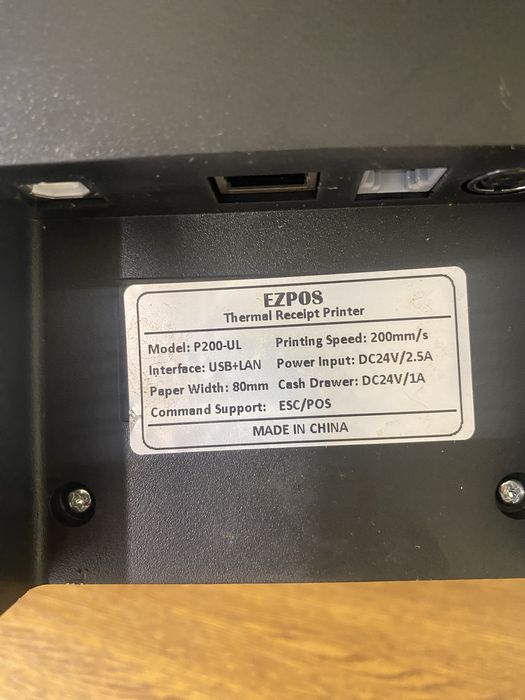 EZPOS
Thermal Receipt Printer
Model: P200-UL Printing Speed: 200mm/s
Interface: USB+LAN Power Input: DC24V/2.5A
Paper Width: 80mm Cash Drawer: DC24V/1A
Command Support: ESC/POS
MADE IN CHINA